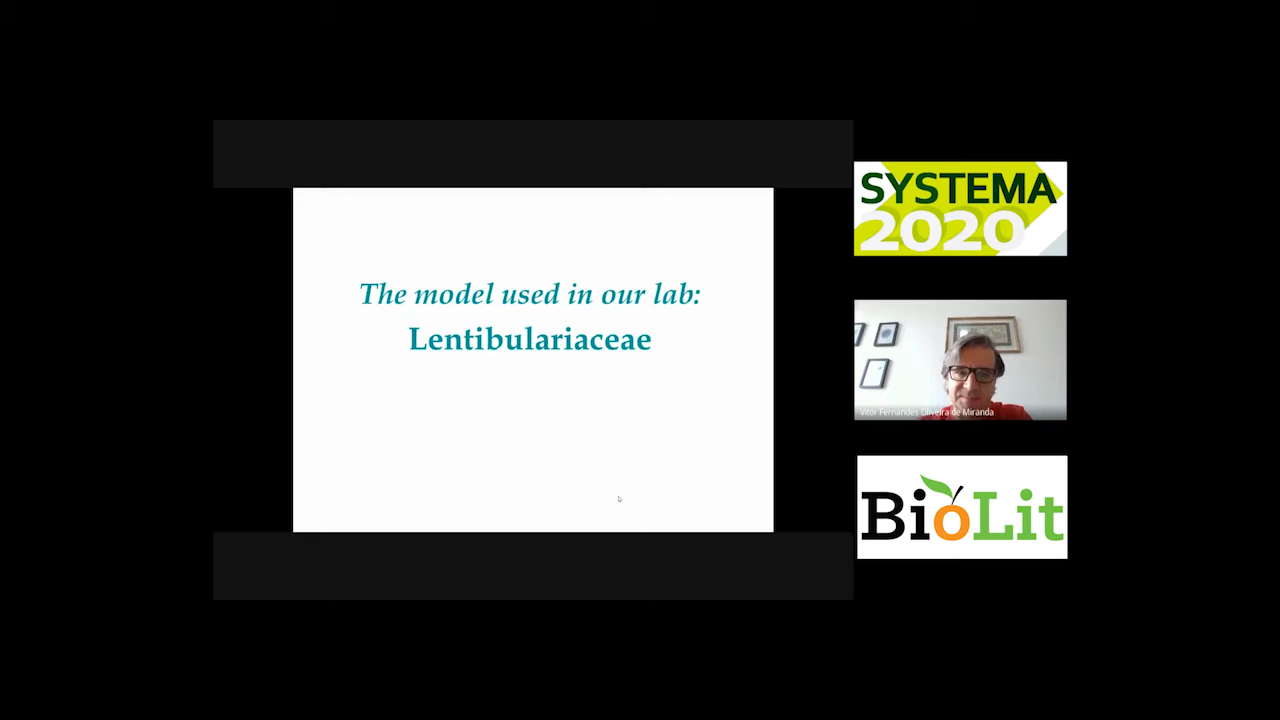 The model used in our lab:
Lentibulariaceae
SYSTEMA
2020
Vitor Fernandes Oliveira de Miranda
BioLit